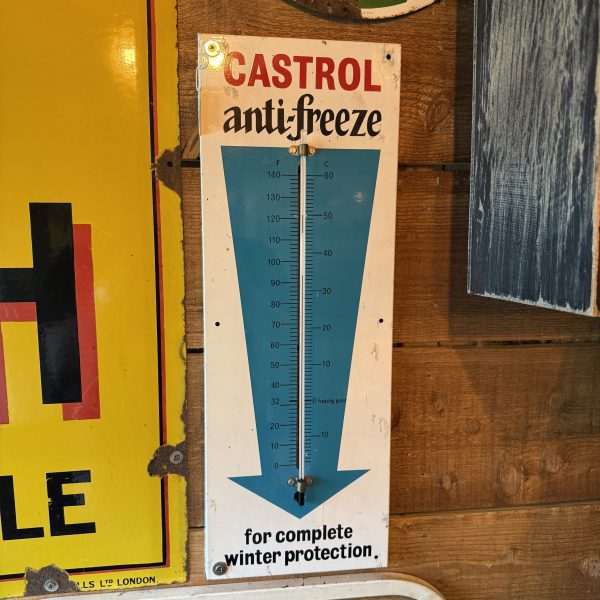 CASTROL
anti-freeze
F C
140 60
130
120 50
110
100 40
90
80
30
70
60 20
50
40 10
32 0 freezing point
30
20
10 10
0
for complete
winter protection.
H
LE
LLS LTD LONDON.